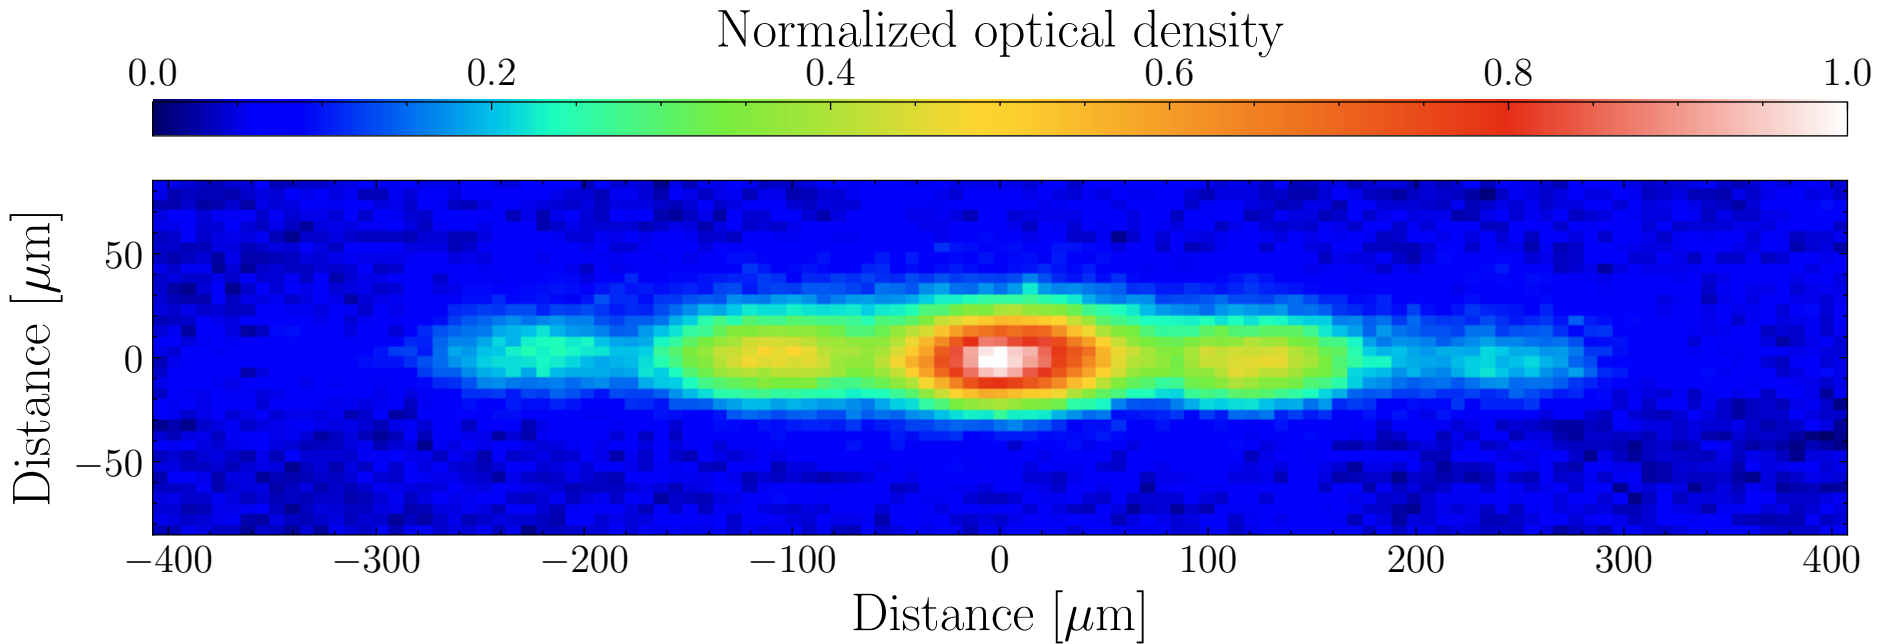 Normalized optical density
0.0 0.2 0.4 0.6 0.8 1.0
Distance [μm]
50
0
−50
−400 −300 −200 −100 0 100 200 300 400
Distance [μm]